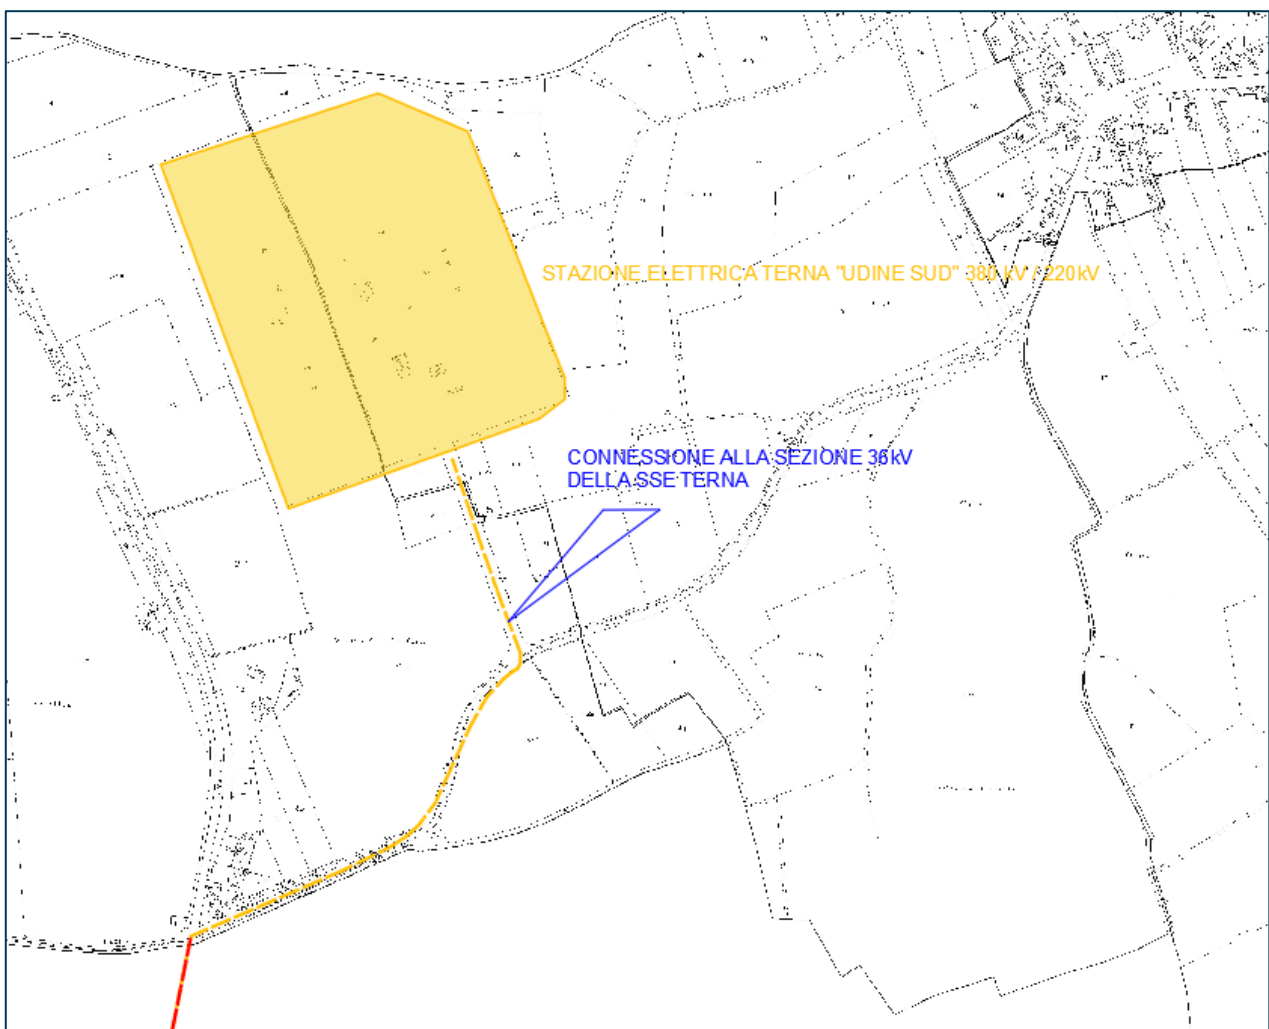 STAZIONE ELETTRICA TERNA "UDINE SUD" 380 kV / 220kV
CONNESSIONE ALLA SEZIONE 36kV
DELLA SSE TERNA